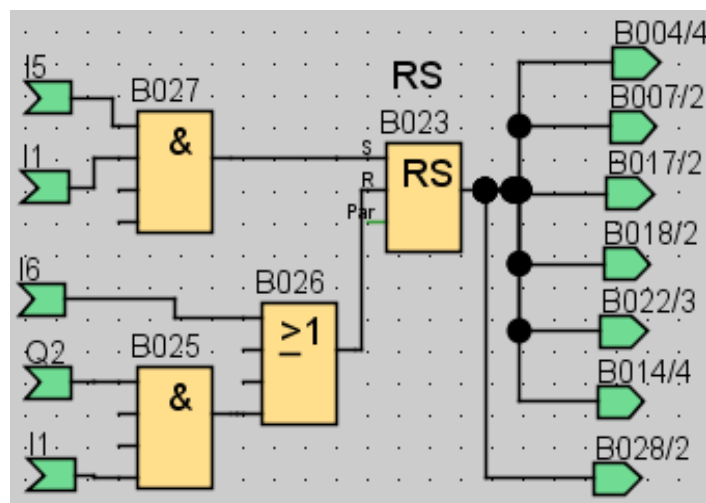 B004/4
I5
B027
RS
B007/2
&
B023
I1
S
RS
B017/2
R
Par
B018/2
I6
B026
B022/3
≥1
Q2
B025
&
B014/4
I1
B028/2